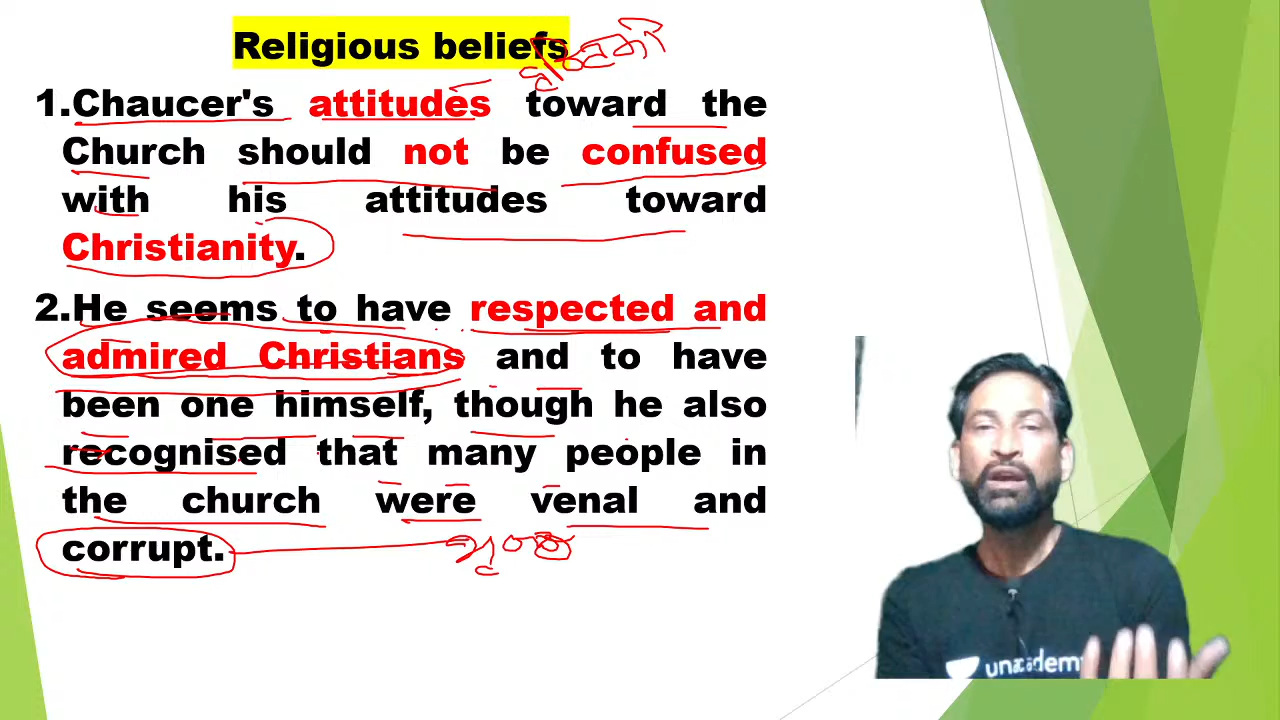 Religious beliefs
1.Chaucer's attitudes toward the
Church should not be confused
with his attitudes toward
Christianity.
2.He seems to have respected and
admired Christians and to have
been one himself, though he also
recognised that many people in
the church were venal and
corrupt.
unacademy